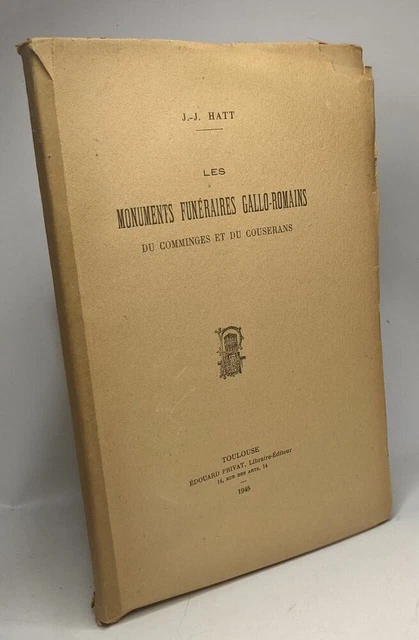 J.-J. HATT
LES
MONUMENTS FUNÉRAIRES GALLO-ROMAINS
DU COMMINGES ET DU COUSERANS
TOULOUSE
ÉDOUARD PRIVAT, Libraire-Éditeur
14, RUE DES ARTS, 14
1945